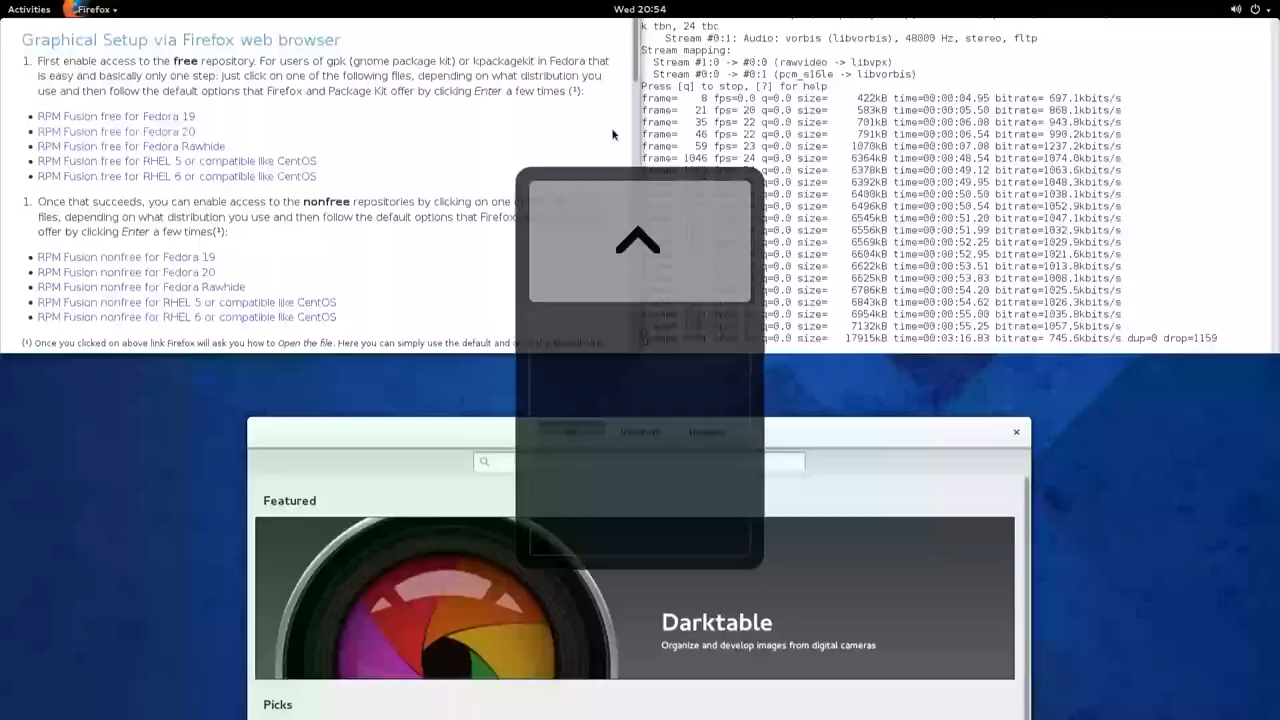 Activities Firefox Wed 20:54
Graphical Setup via Firefox web browser
1. First enable access to the free repository. For users of gpk (gnome package kit) or kpackagekit in Fedora that
is easy and basically only one step: just click on one of the following files, depending on what distribution you
use and then follow the default options that Firefox and Package Kit offer by clicking Enter a few times (¹):
• RPM Fusion free for Fedora 19
• RPM Fusion free for Fedora 20
• RPM Fusion free for Fedora Rawhide
• RPM Fusion free for RHEL 5 or compatible like CentOS
• RPM Fusion free for RHEL 6 or compatible like CentOS
1. Once that succeeds, you can enable access to the nonfree repositories by clicking on one
files, depending on what distribution you use and then follow the default options that Firefox
offer by clicking Enter a few times(¹):
• RPM Fusion nonfree for Fedora 19
• RPM Fusion nonfree for Fedora 20
• RPM Fusion nonfree for Fedora Rawhide
• RPM Fusion nonfree for RHEL 5 or compatible like CentOS
• RPM Fusion nonfree for RHEL 6 or compatible like CentOS
(¹) Once you clicked on above link Firefox will ask you how to Open the file. Here you can simply use the default and
k tbn, 24 tbc
Stream #0:1: Audio: vorbis (libvorbis), 48000 Hz, stereo, fltp
Stream mapping:
Stream #1:0 -> #0:0 (rawvideo -> libvpx)
Stream #0:0 -> #0:1 (pcm_s16le -> libvorbis)
Press [q] to stop, [?] for help
frame= 8 fps=0.0 q=0.0 size= 422kB time=00:00:04.95 bitrate= 697.1kbits/s
frame= 21 fps= 20 q=0.0 size= 583kB time=00:00:05.50 bitrate= 868.1kbits/s
frame= 35 fps= 22 q=0.0 size= 701kB time=00:00:06.08 bitrate= 943.8kbits/s
frame= 46 fps= 22 q=0.0 size= 791kB time=00:00:06.54 bitrate= 990.2kbits/s
frame= 59 fps= 23 q=0.0 size= 1070kB time=00:00:07.08 bitrate=1237.2kbits/s
frame= 1046 fps= 24 q=0.0 size= 6364kB time=00:00:48.54 bitrate=1074.0kbits/s
q=0.0 size= 6378kB time=00:00:49.12 bitrate=1063.6kbits/s
q=0.0 size= 6392kB time=00:00:49.95 bitrate=1048.3kbits/s
q=0.0 size= 6400kB time=00:00:50.50 bitrate=1038.1kbits/s
q=0.0 size= 6496kB time=00:00:50.54 bitrate=1052.9kbits/s
q=0.0 size= 6545kB time=00:00:51.20 bitrate=1047.1kbits/s
q=0.0 size= 6556kB time=00:00:51.99 bitrate=1032.9kbits/s
q=0.0 size= 6569kB time=00:00:52.25 bitrate=1029.9kbits/s
q=0.0 size= 6604kB time=00:00:52.95 bitrate=1021.6kbits/s
q=0.0 size= 6622kB time=00:00:53.51 bitrate=1013.8kbits/s
q=0.0 size= 6625kB time=00:00:53.83 bitrate=1008.1kbits/s
q=0.0 size= 6786kB time=00:00:54.20 bitrate=1025.5kbits/s
q=0.0 size= 6843kB time=00:00:54.62 bitrate=1026.3kbits/s
q=0.0 size= 6954kB time=00:00:55.00 bitrate=1035.8kbits/s
q=0.0 size= 7132kB time=00:00:55.25 bitrate=1057.5kbits/s
q=0.0 size= 17915kB time=00:03:16.83 bitrate= 745.6kbits/s dup=0 drop=1159
Featured
Darktable
Organize and develop images from digital cameras
Picks